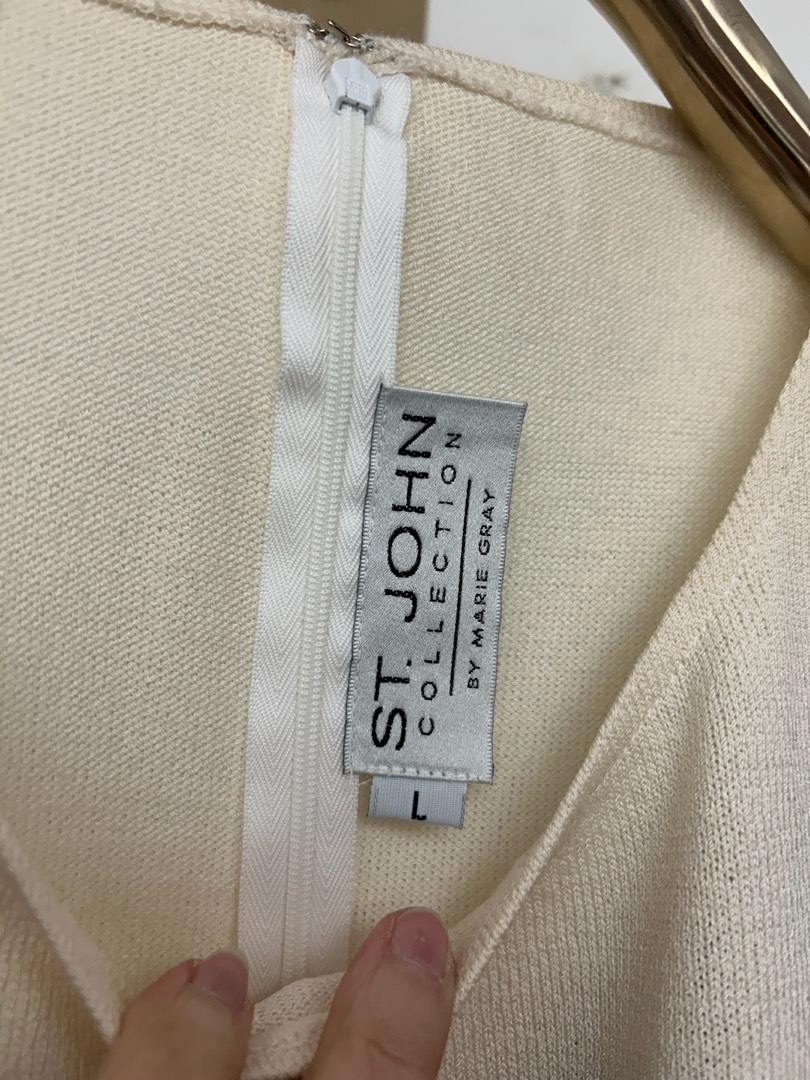 ST. JOHN
COLLECTION
BY MARIE GRAY
L